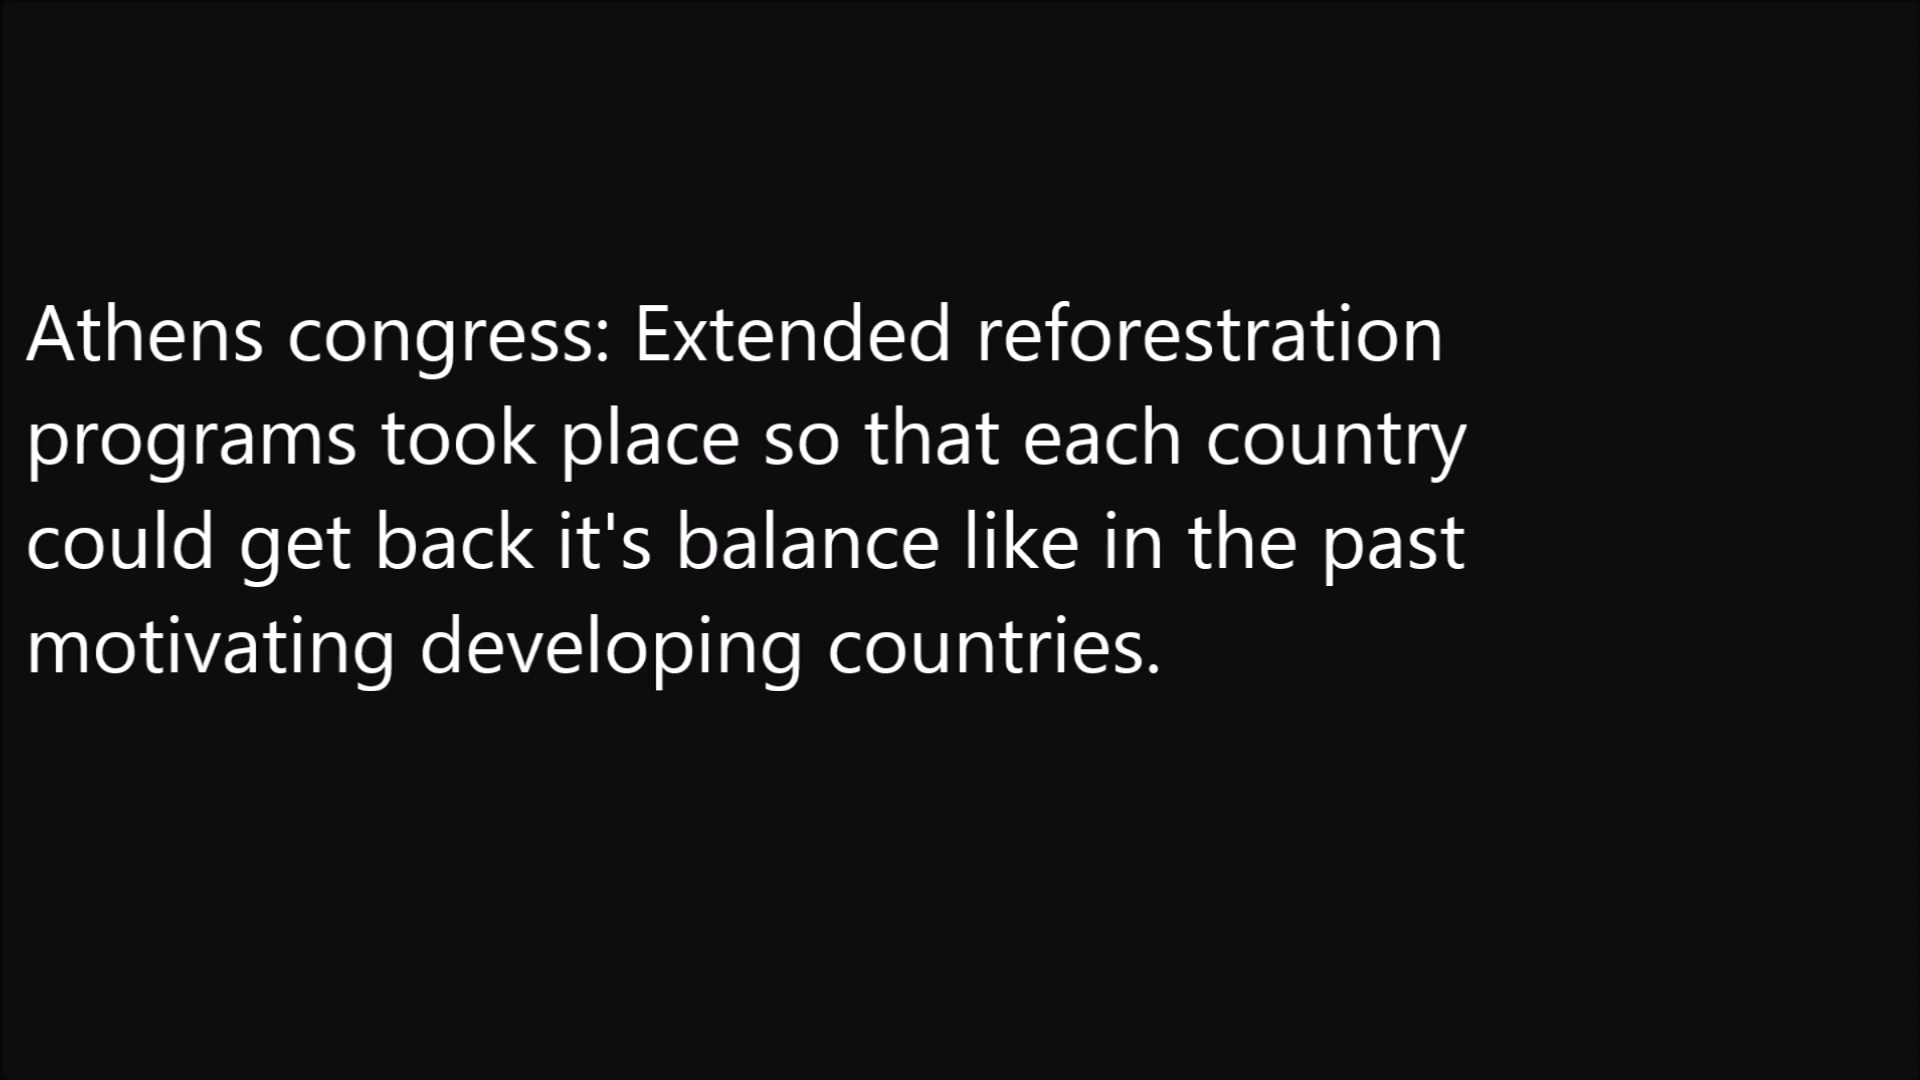 Athens congress: Extended reforestration
programs took place so that each country
could get back it's balance like in the past
motivating developing countries.